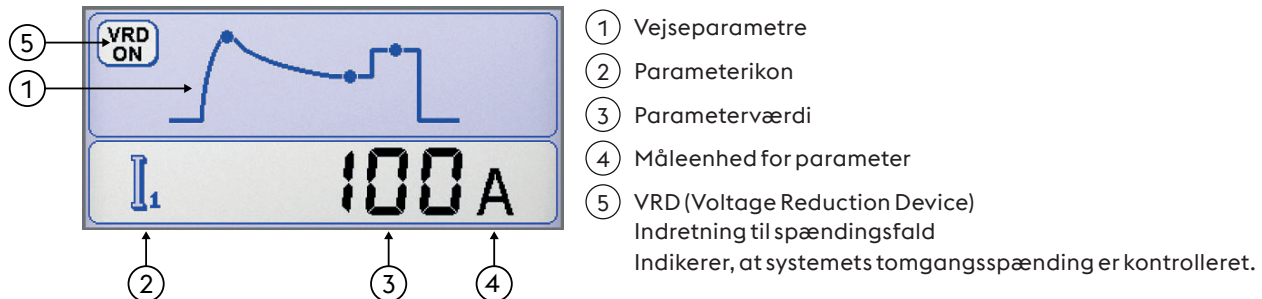 5
VRD
ON
1
I1
100 A
2
3
4
1 Vejseparametre
2 Parameterikon
3 Parameterværdi
4 Måleenhed for parameter
5 VRD (Voltage Reduction Device)
Indretning til spændingsfald
Indikerer, at systemets tomgangsspænding er kontrolleret.